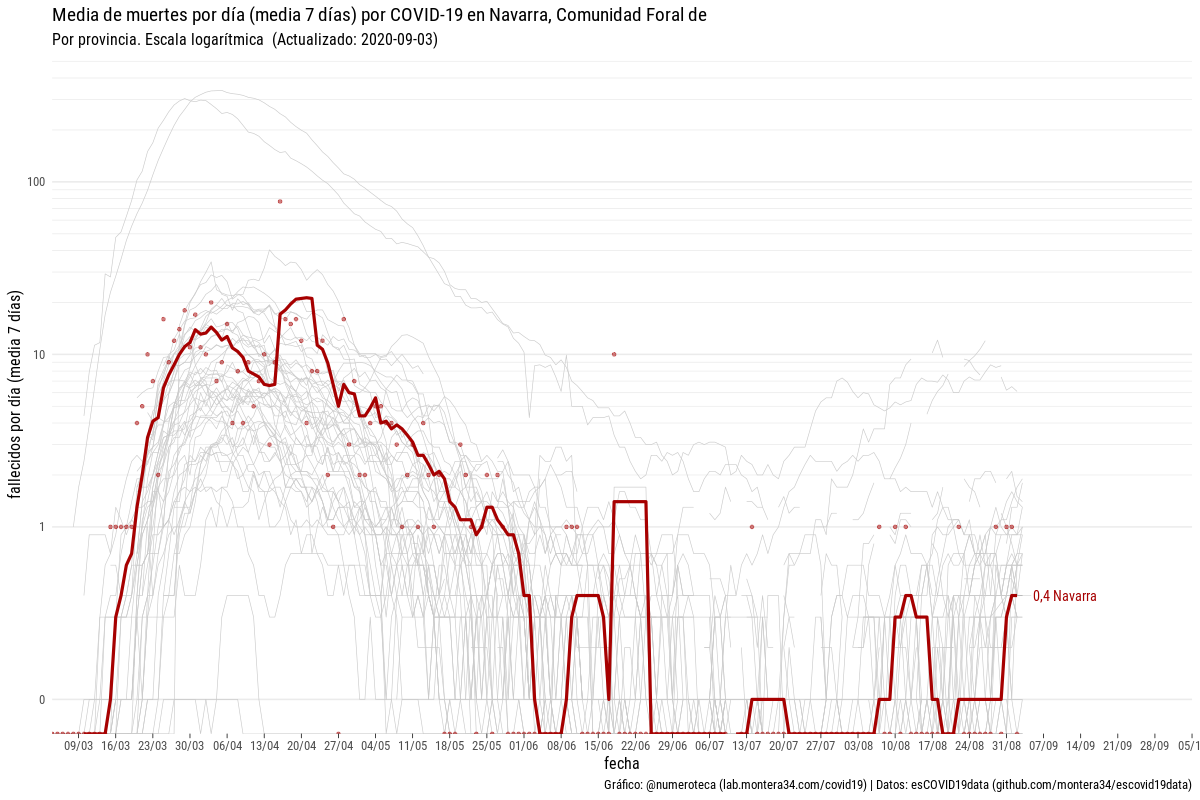 Media de muertes por día (media 7 días) por COVID-19 en Navarra, Comunidad Foral de
Por provincia. Escala logarítmica (Actualizado: 2020-09-03)
fallecidos por día (media 7 días)
100
10
1
0
0,4 Navarra
09/03 16/03 23/03 30/03 06/04 13/04 20/04 27/04 4/05 11/05 18/05 25/05 01/06 08/06 15/06 22/06 29/06 06/07 13/07 20/07 27/07 03/08 10/08 17/08 24/08 31/08 07/09 14/09 21/09 28/09 05/1
fecha
Gráfico: @numeroteca (lab.montera34.com/covid19) | Datos: esCOVID19data (github.com/montera34/escovid19data)